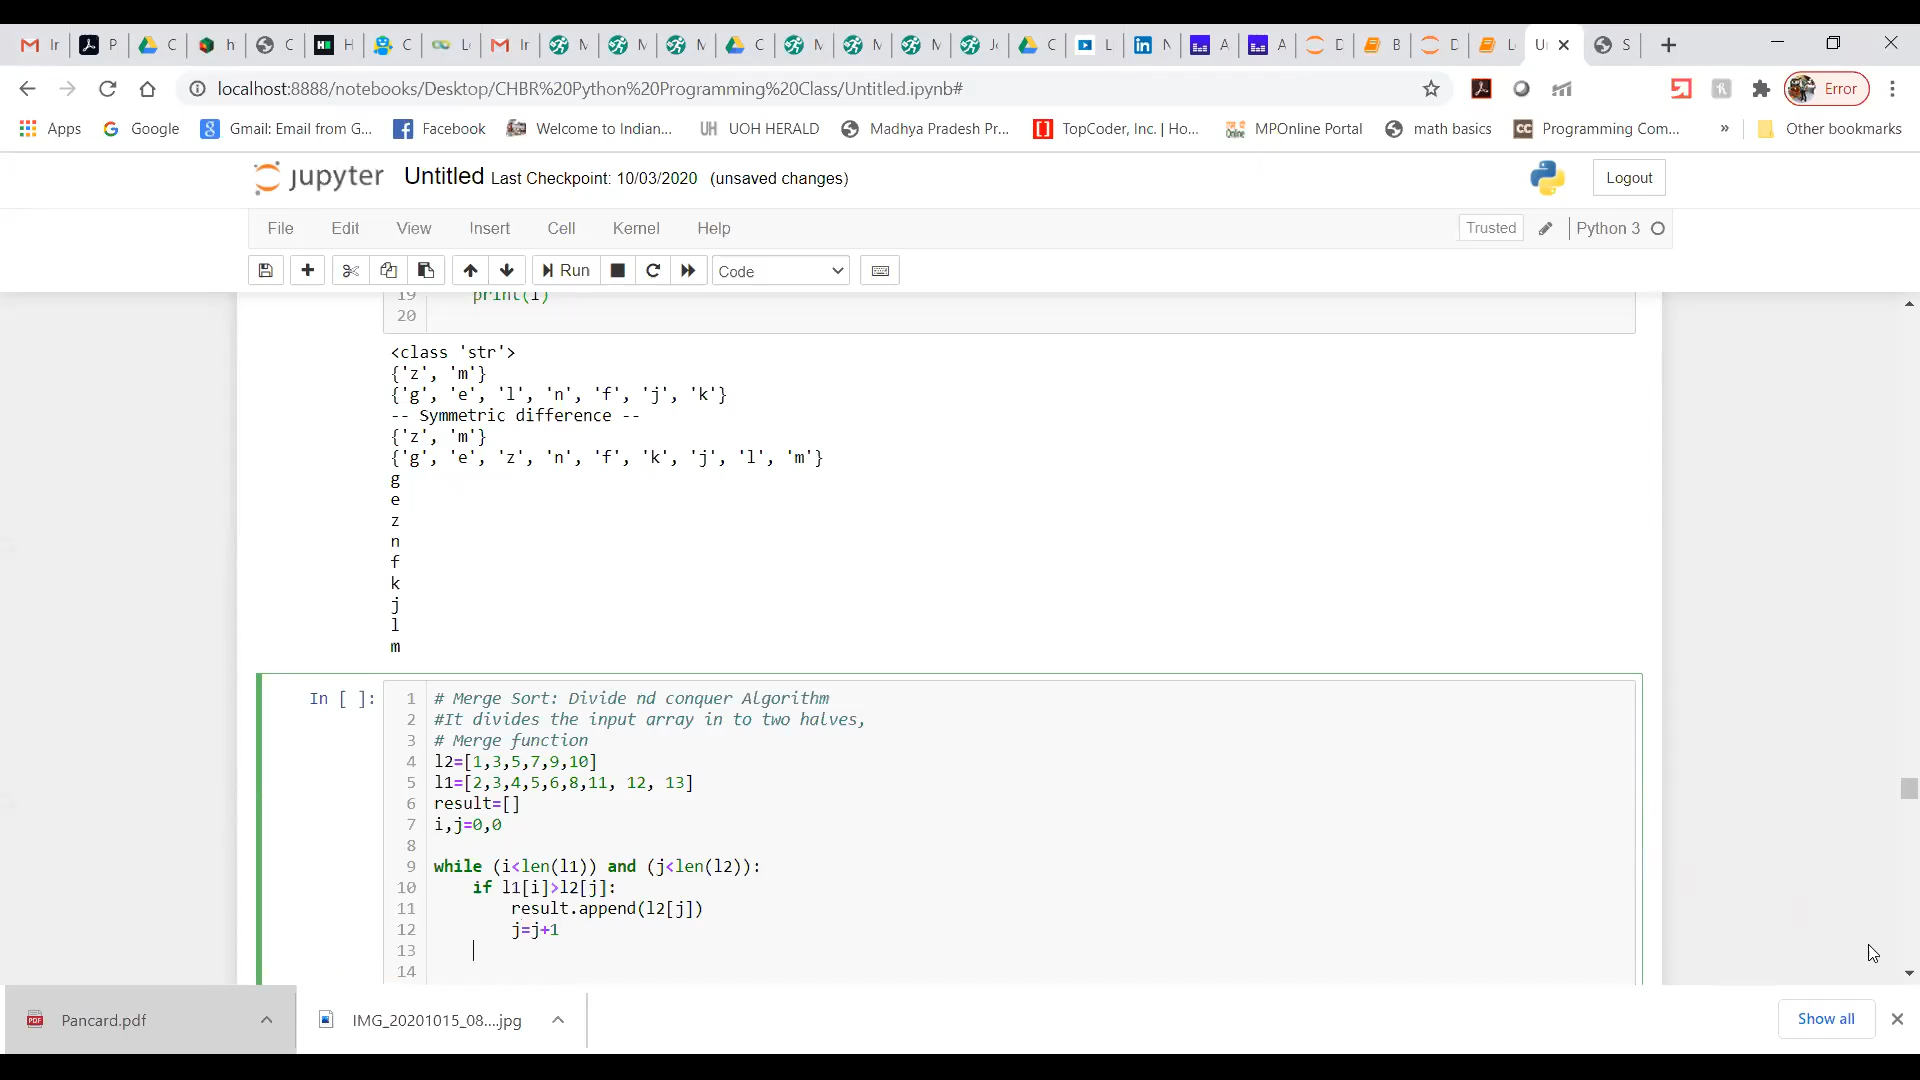 Ir P C h C H C L Ir M M M C M M M J C L N A A D B D L U S
localhost:8888/notebooks/Desktop/CHBR%20Python%20Programming%20Class/Untitled.ipynb#
Error
Apps Google Gmail: Email from G... Facebook Welcome to Indian... UOH HERALD Madhya Pradesh Pr... TopCoder, Inc. | Ho... MPOnline Portal math basics Programming Com... » Other bookmarks
jupyter Untitled Last Checkpoint: 10/03/2020 (unsaved changes) Logout
File Edit View Insert Cell Kernel Help Trusted Python 3
Run Code
19 print(i)
20
<class 'str'>
{'z', 'm'}
{'g', 'e', 'l', 'n', 'f', 'j', 'k'}
-- Symmetric difference --
{'z', 'm'}
{'g', 'e', 'z', 'n', 'f', 'k', 'j', 'l', 'm'}
g
e
z
n
f
k
j
l
m
In [ ]: 1 # Merge Sort: Divide nd conquer Algorithm
2 #It divides the input array in to two halves,
3 # Merge function
4 l2=[1,3,5,7,9,10]
5 l1=[2,3,4,5,6,8,11, 12, 13]
6 result=[]
7 i,j=0,0
8
9 while (i<len(l1)) and (j<len(l2)):
10 if l1[i]>l2[j]:
11 result.append(l2[j])
12 j=j+1
13
14
Pancard.pdf IMG_20201015_08....jpg Show all